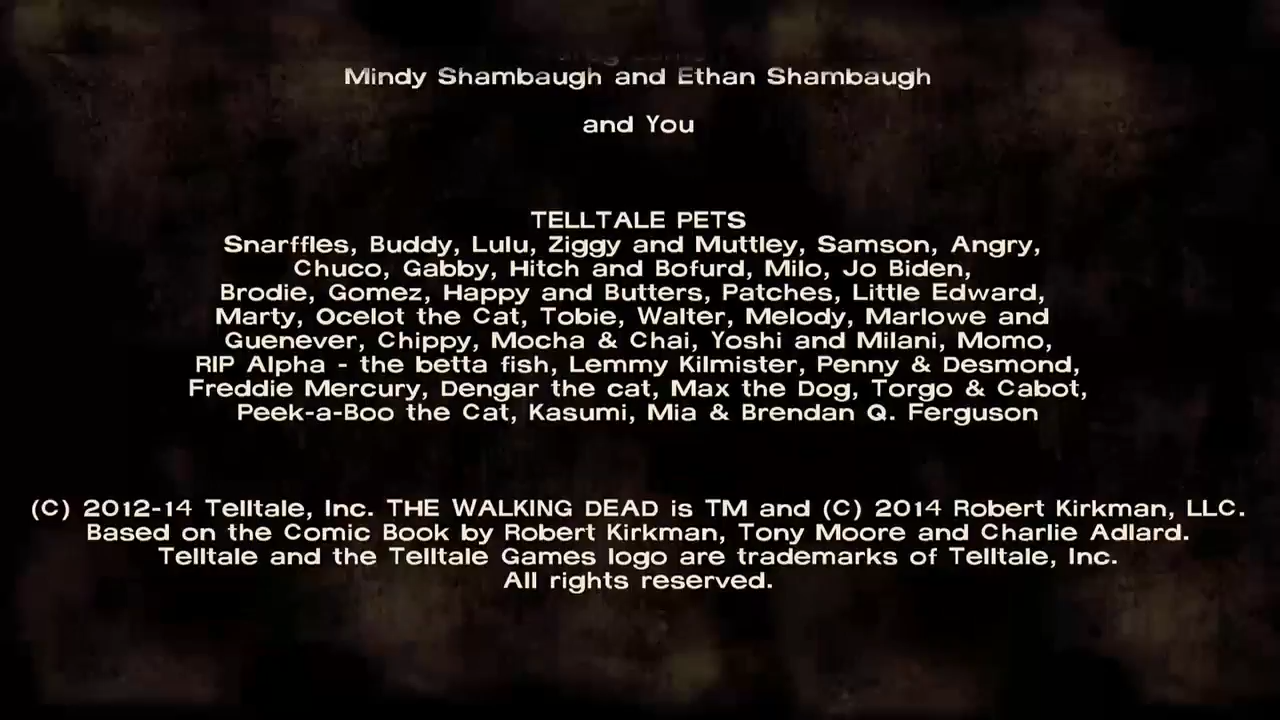 Mindy Shambaugh and Ethan Shambaugh
and You
TELLTALE PETS
Snarffles, Buddy, Lulu, Ziggy and Muttley, Samson, Angry,
Chuco, Gabby, Hitch and Bofurd, Milo, Jo Biden,
Brodie, Gomez, Happy and Butters, Patches, Little Edward,
Marty, Ocelot the Cat, Tobie, Walter, Melody, Marlowe and
Guenever, Chippy, Mocha & Chai, Yoshi and Milani, Momo,
RIP Alpha - the betta fish, Lemmy Kilmister, Penny & Desmond,
Freddie Mercury, Dengar the cat, Max the Dog, Torgo & Cabot,
Peek-a-Boo the Cat, Kasumi, Mia & Brendan Q. Ferguson
(C) 2012-14 Telltale, Inc. THE WALKING DEAD is TM and (C) 2014 Robert Kirkman, LLC.
Based on the Comic Book by Robert Kirkman, Tony Moore and Charlie Adlard.
Telltale and the Telltale Games logo are trademarks of Telltale, Inc.
All rights reserved.